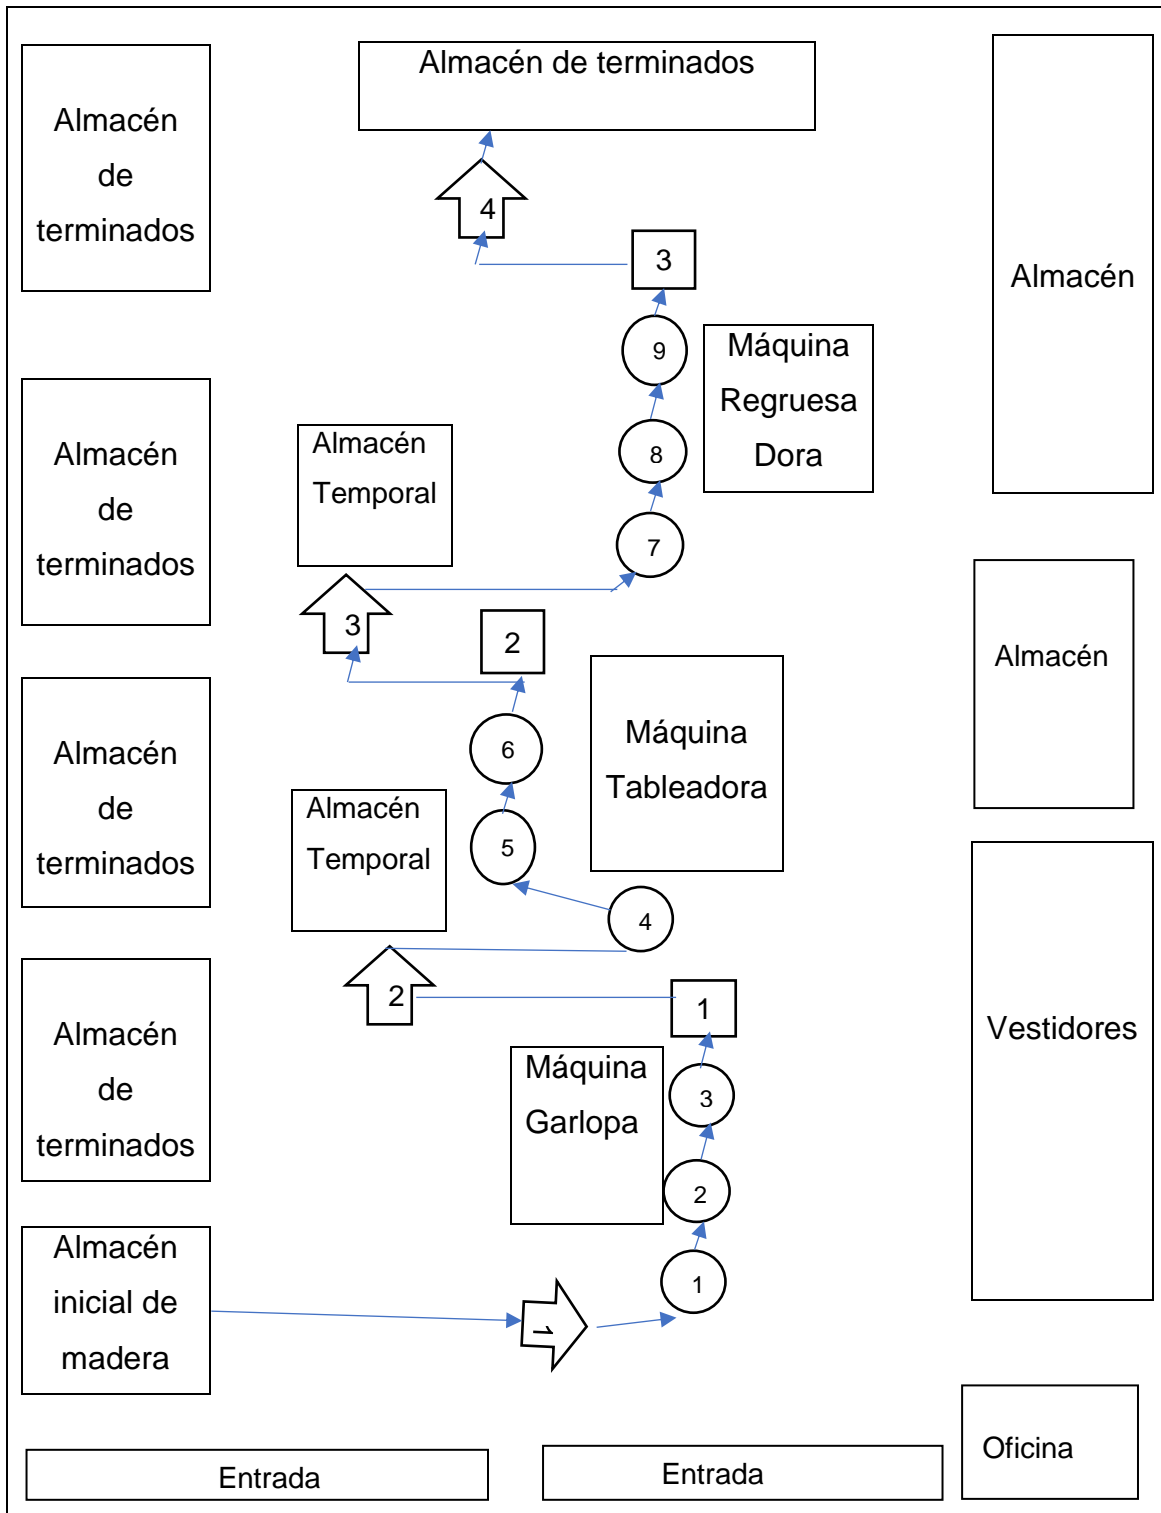 Almacén
de
terminados
Almacén de terminados
Almacén
4
3
9
Máquina
Regruesa
Dora
Almacén
de
terminados
Almacén
Temporal
8
7
3
2
Almacén
Almacén
de
terminados
6
Máquina
Tableadora
Almacén
Temporal
5
4
2
1
Almacén
de
terminados
Vestidores
Máquina
Garlopa
3
2
1
Almacén
inicial de
madera
1
Oficina
Entrada
Entrada